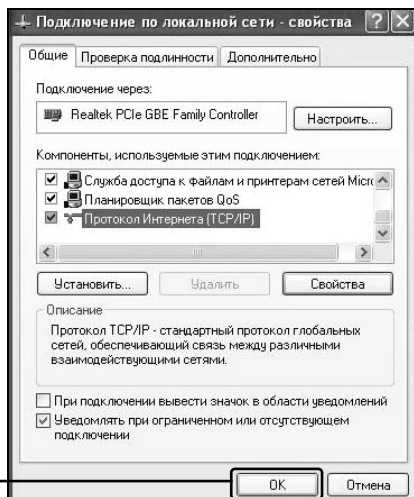 Подключение по локальной сети - свойства
Общие Проверка подлинности Дополнительно
Подключение через:
Realtek PCIe GBE Family Controller Настроить...
Компоненты, используемые этим подключением:
Служба доступа к файлам и принтерам сетей Micro
Планировщик пакетов QoS
Протокол Интернета (TCP/IP)
Установить... Удалить Свойства
Описание
Протокол TCP/IP - стандартный протокол глобальных
сетей, обеспечивающий связь между различными
взаимодействующими сетями.
При подключении вывести значок в области уведомлений
Уведомлять при ограниченном или отсутствующем
подключении
OK Отмена